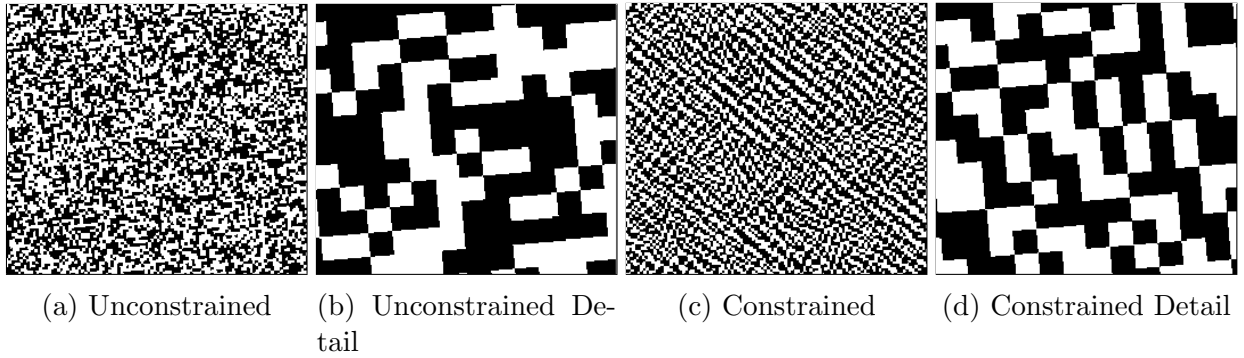 (a) Unconstrained
(b) Unconstrained De-
tail
(c) Constrained
(d) Constrained Detail